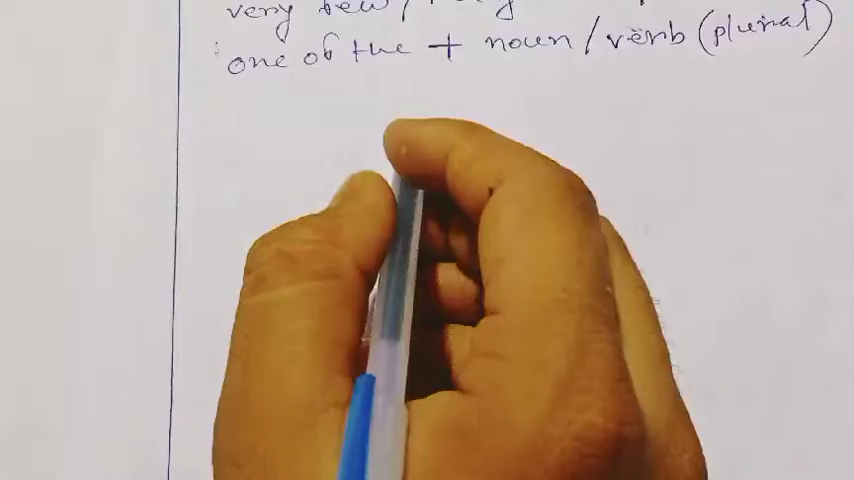 very few /
one of the + noun / verb (plural)